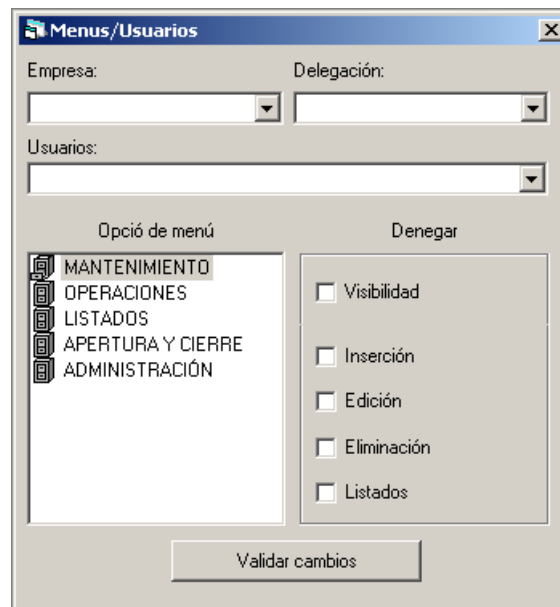 Menus/Usuarios
Empresa: Delegación:
Usuarios:
Opció de menú Denegar
MANTENIMIENTO
OPERACIONES
LISTADOS
APERTURA Y CIERRE
ADMINISTRACIÓN
Visibilidad
Inserción
Edición
Eliminación
Listados
Validar cambios